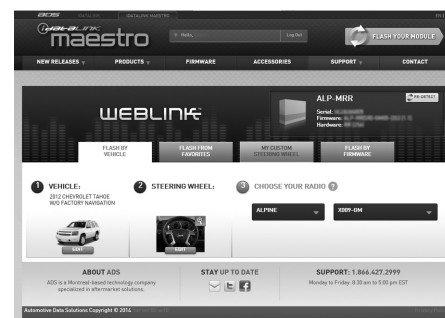 ads DATALINK iDATALINK MAESTRO EN
idatalink maestro
Hello, Log Out
FLASH YOUR MODULE
NEW RELEASES PRODUCTS FIRMWARE ACCESSORIES SUPPORT CONTACT
WEBLINK
ALP-MRR
RE-DETECT
Serial:
Firmware:
Hardware:
FLASH BY VEHICLE
FLASH FROM FAVORITES
MY CUSTOM STEERING WHEEL
FLASH BY FIRMWARE
1 VEHICLE:
2012 CHEVROLET TAHOE
W/O FACTORY NAVIGATION
EDIT
2 STEERING WHEEL:
EDIT
3 CHOOSE YOUR RADIO ?
ALPINE
X009-GM
ABOUT ADS
ADS is a Montreal-based technology company
specialized in aftermarket solutions.
STAY UP TO DATE
SUPPORT: 1.866.427.2999
Monday to Friday: 8:30 am to 5:00 pm EST
Automotive Data Solutions Copyright © 2014